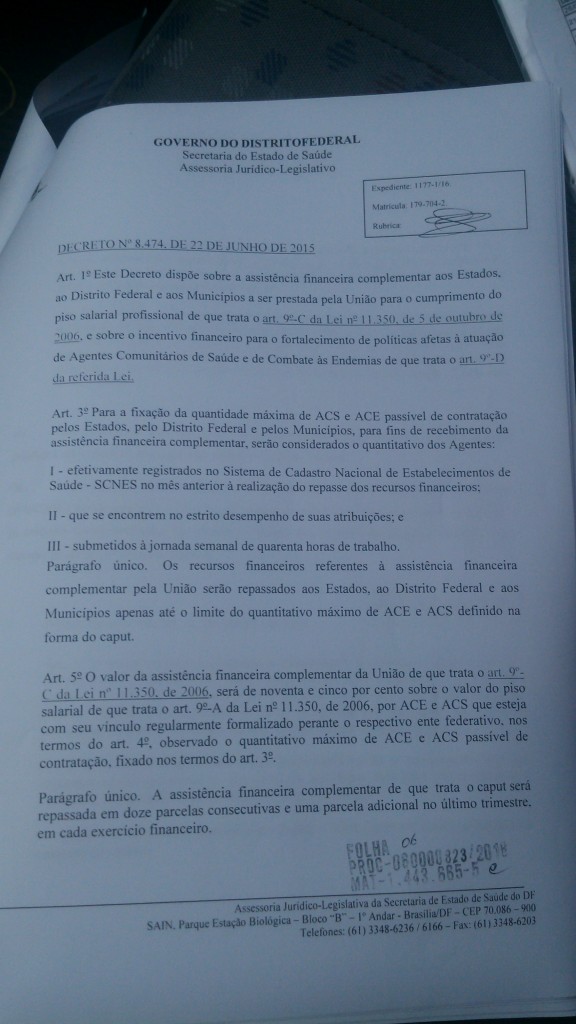 GOVERNO DO DISTRITOFEDERAL
Secretaria do Estado de Saúde
Assessoria Jurídico-Legislativo
Expediente: 1177-1/16
Matrícula: 179-704-2
Rubrica:
DECRETO Nº 8.474, DE 22 DE JUNHO DE 2015
Art. 1º Este Decreto dispõe sobre a assistência financeira complementar aos Estados,
ao Distrito Federal e aos Municípios a ser prestada pela União para o cumprimento do
piso salarial profissional de que trata o art. 9º-C da Lei nº 11.350, de 5 de outubro de
2006, e sobre o incentivo financeiro para o fortalecimento de políticas afetas à atuação
de Agentes Comunitários de Saúde e de Combate às Endemias de que trata o art. 9º-D
da referida Lei.
Art. 3º Para a fixação da quantidade máxima de ACS e ACE passível de contratação
pelos Estados, pelo Distrito Federal e pelos Municípios, para fins de recebimento da
assistência financeira complementar, serão considerados o quantitativo dos Agentes:
I - efetivamente registrados no Sistema de Cadastro Nacional de Estabelecimentos de
Saúde - SCNES no mês anterior à realização do repasse dos recursos financeiros;
II - que se encontrem no estrito desempenho de suas atribuições; e
III - submetidos à jornada semanal de quarenta horas de trabalho.
Parágrafo único. Os recursos financeiros referentes à assistência financeira
complementar pela União serão repassados aos Estados, ao Distrito Federal e aos
Municípios apenas até o limite do quantitativo máximo de ACE e ACS definido na
forma do caput.
Art. 5º O valor da assistência financeira complementar da União de que trata o art. 9º-
C da Lei nº 11.350, de 2006, será de noventa e cinco por cento sobre o valor do piso
salarial de que trata o art. 9º-A da Lei nº 11.350, de 2006, por ACE e ACS que esteja
com seu vínculo regularmente formalizado perante o respectivo ente federativo, nos
termos do art. 4º, observado o quantitativo máximo de ACE e ACS passível de
contratação, fixado nos termos do art. 3º.
Parágrafo único. A assistência financeira complementar de que trata o caput será
repassada em doze parcelas consecutivas e uma parcela adicional no último trimestre,
em cada exercício financeiro.
FOLHA 06
PROC-080000823/2018
MAT-1.443.665-5 e
Assessoria Jurídico-Legislativa da Secretaria de Estado de Saúde do DF
SAIN, Parque Estação Biológica – Bloco “B” – 1º Andar - Brasília/DF – CEP 70.086 – 900
Telefones: (61) 3348-6236 / 6166 – Fax: (61) 3348-6203